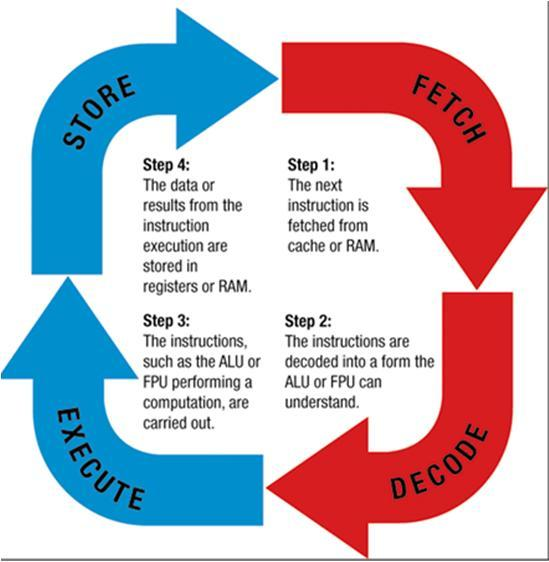 STORE
FETCH
Step 4:
The data or
results from the
instruction
execution are
stored in
registers or RAM.
Step 1:
The next
instruction is
fetched from
cache or RAM.
Step 3:
The instructions,
such as the ALU or
FPU performing a
computation, are
carried out.
Step 2:
The instructions are
decoded into a form the
ALU or FPU can
understand.
EXECUTE
DECODE